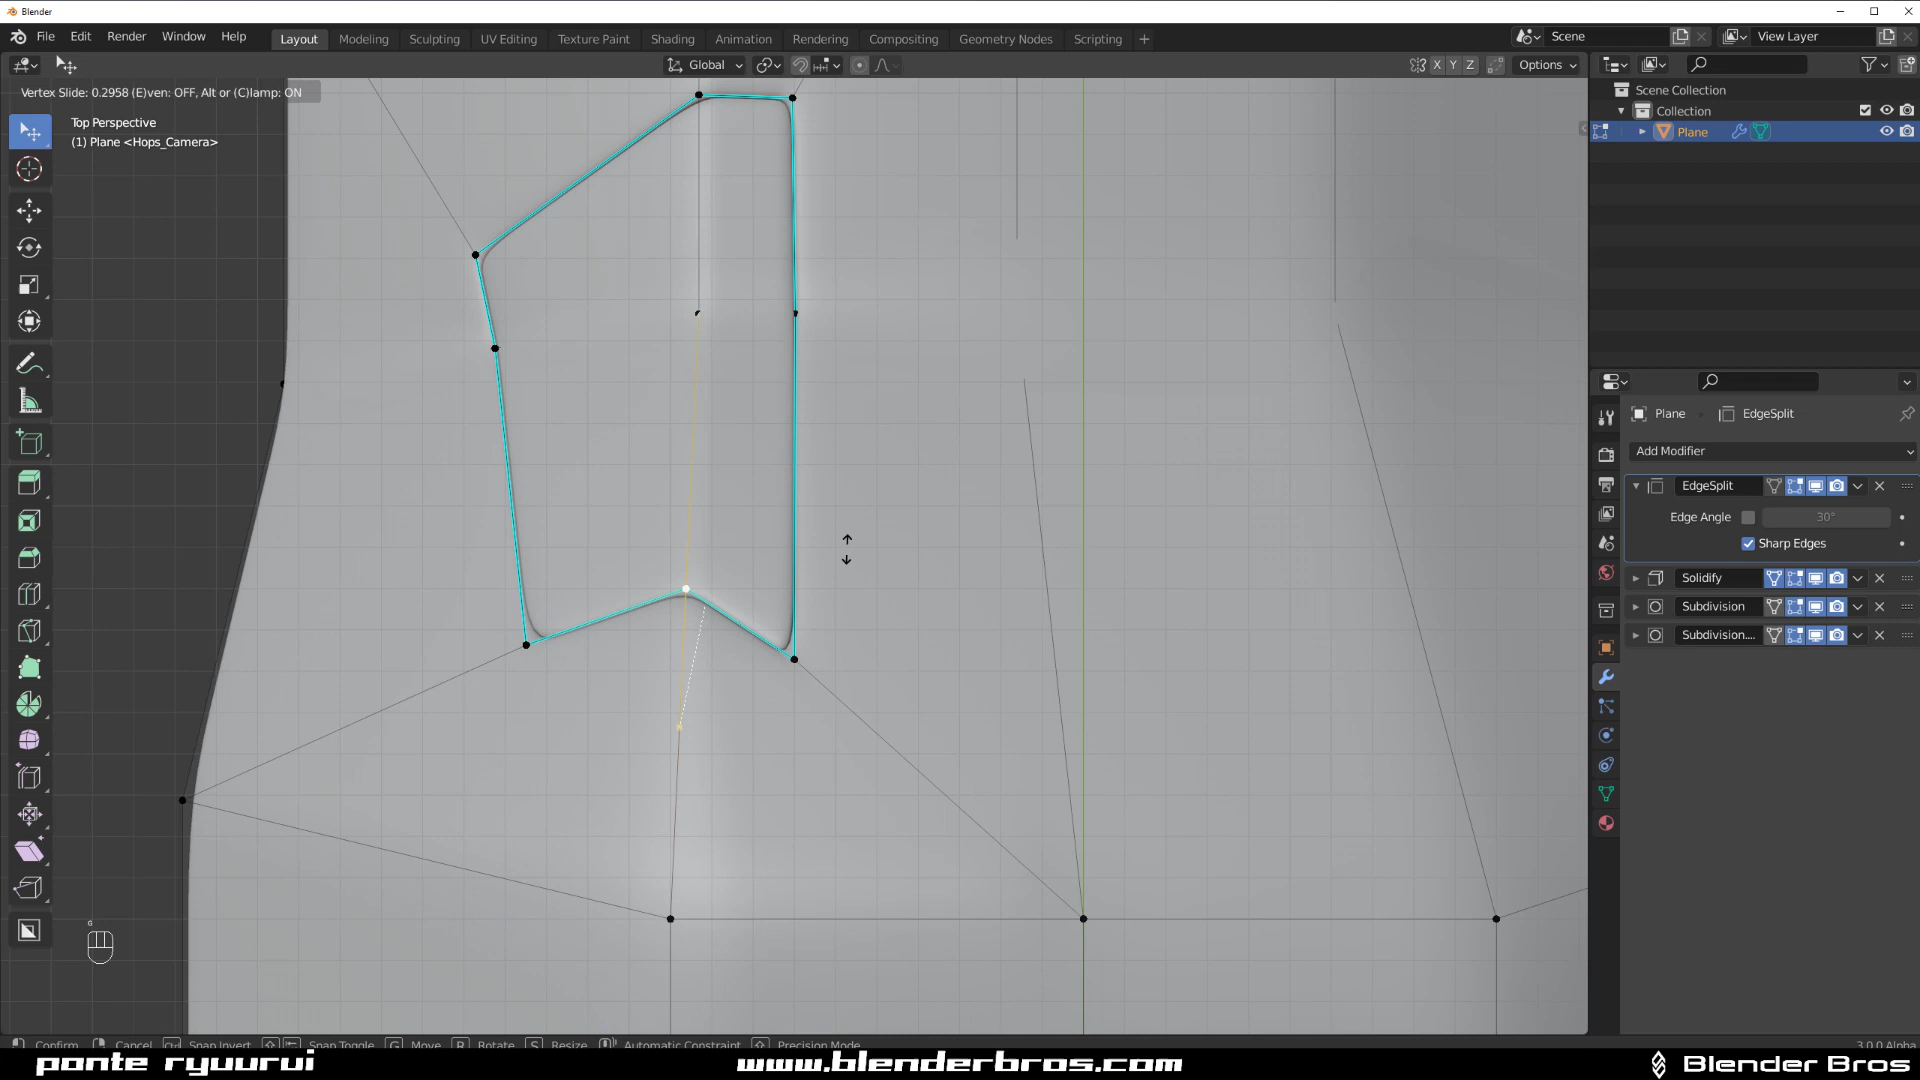 Blender
File Edit Render Window Help Layout Modeling Sculpting UV Editing Texture Paint Shading Animation Rendering Compositing Geometry Nodes Scripting + Scene View Layer
Global X Y Z Options
Vertex Slide: 0.2958 (E)ven: OFF, Alt or (C)lamp: ON
Top Perspective
(1) Plane <Hops_Camera>
Scene Collection
Collection
Plane
Plane EdgeSplit
Add Modifier
EdgeSplit
Edge Angle 30°
Sharp Edges
Solidify
Subdivision
Subdivision....
G
Confirm Cancel Ctrl Snap Invert Snap Toggle G Move R Rotate S Resize Automatic Constraint Precision Mode 3.0.0 Alpha
ponte ryuurui www.blenderbros.com Blender Bros